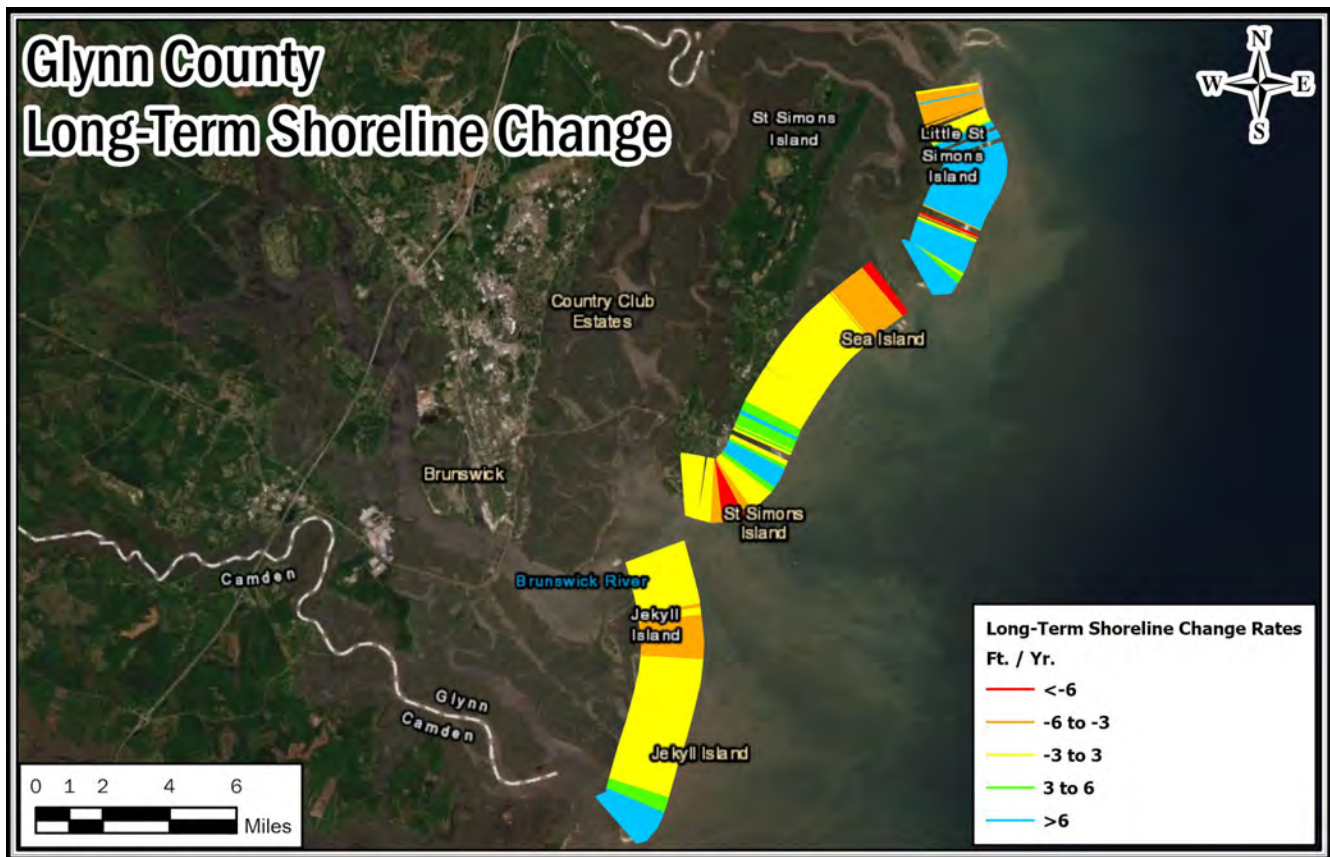 Glynn County
Long-Term Shoreline Change
N
W
E
S
St Simons
Island
Little St
Simons
Island
Country Club
Estates
Sea Island
Brunswick
St Simons
Island
Camden
Brunswick River
Jekyll
Island
Glynn
Camden
Jekyll Island
0 1 2 4 6
Miles
Long-Term Shoreline Change Rates
Ft. / Yr.
<-6
-6 to -3
-3 to 3
3 to 6
>6